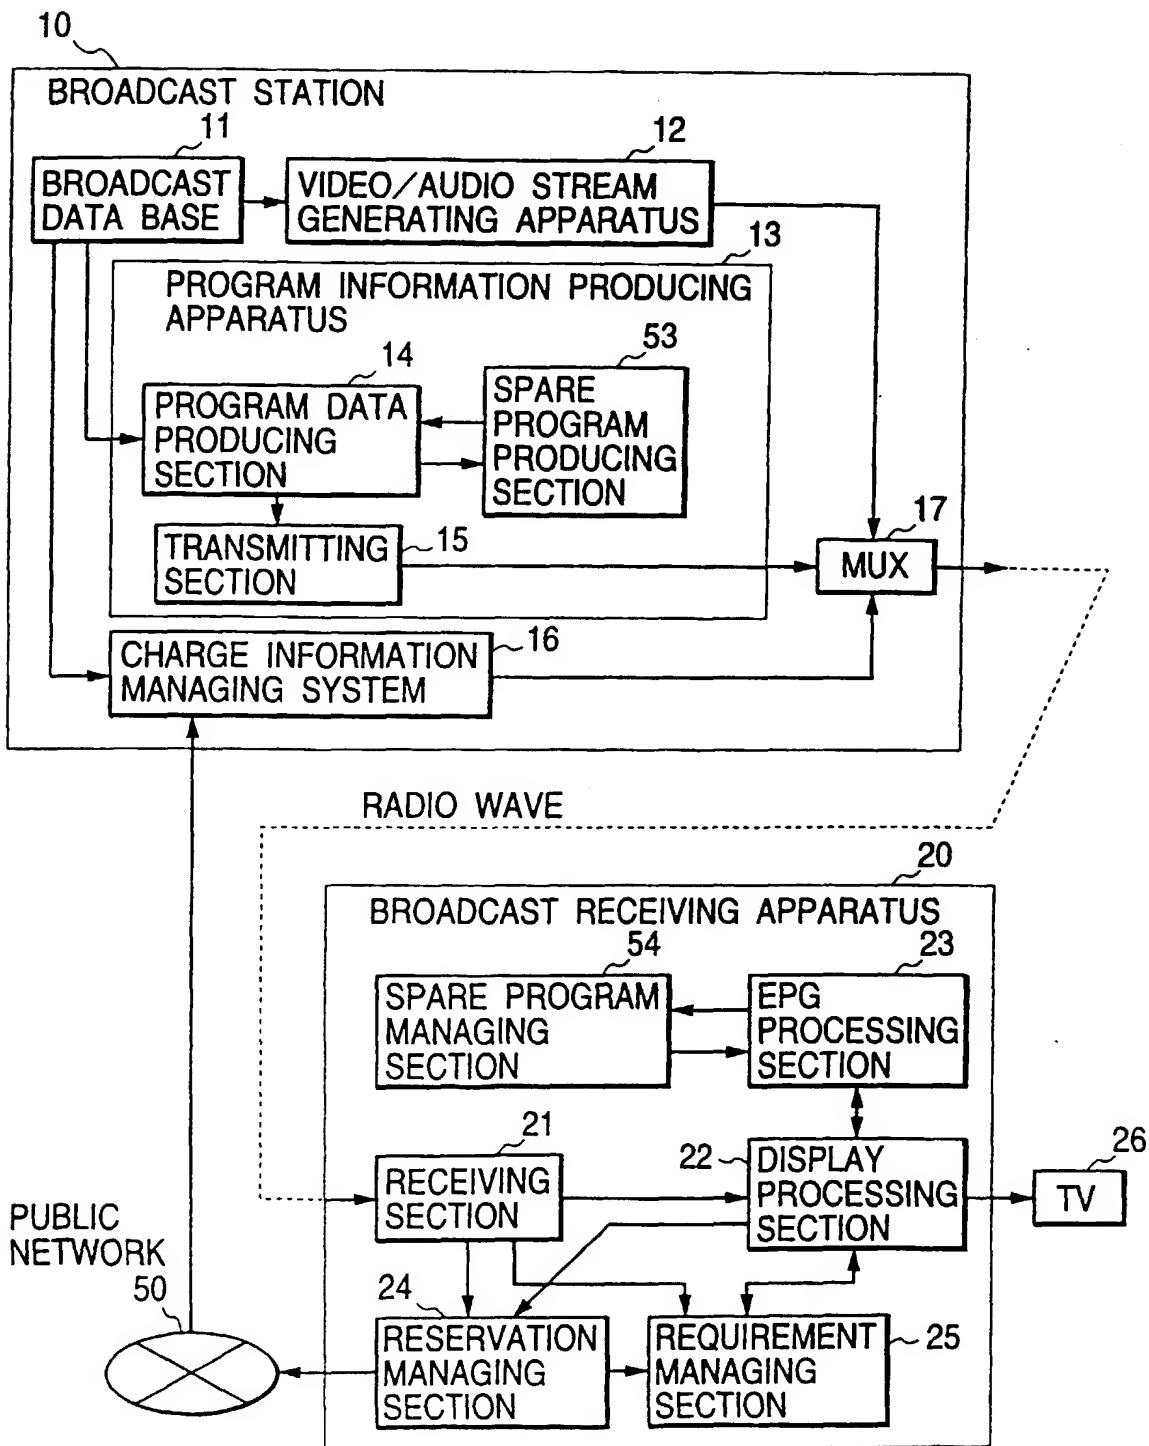 10
BROADCAST STATION
11
12
BROADCAST
DATA BASE
VIDEO/AUDIO STREAM
GENERATING APPARATUS
13
PROGRAM INFORMATION PRODUCING
APPARATUS
14
53
PROGRAM DATA
PRODUCING
SECTION
SPARE
PROGRAM
PRODUCING
SECTION
15
TRANSMITTING
SECTION
17
MUX
16
CHARGE INFORMATION
MANAGING SYSTEM
RADIO WAVE
20
BROADCAST RECEIVING APPARATUS
54
23
SPARE PROGRAM
MANAGING
SECTION
EPG
PROCESSING
SECTION
21
22
26
RECEIVING
SECTION
DISPLAY
PROCESSING
SECTION
TV
PUBLIC
NETWORK
50
24
25
RESERVATION
MANAGING
SECTION
REQUIREMENT
MANAGING
SECTION